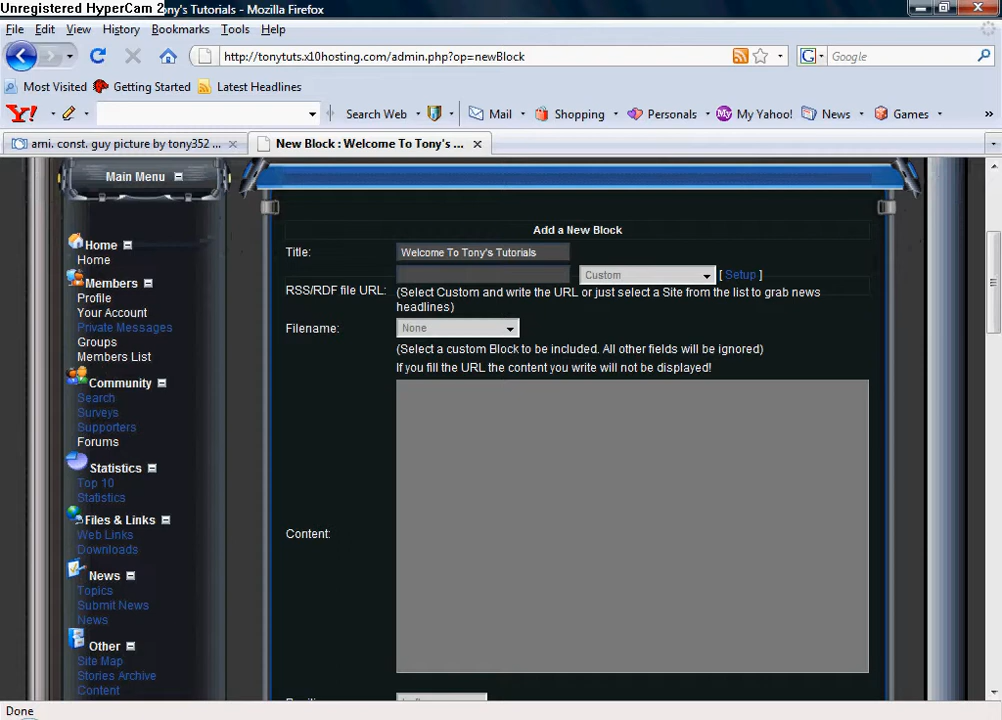 Unregistered HyperCam 2
ony's Tutorials - Mozilla Firefox
File Edit View History Bookmarks Tools Help
http://tonytuts.x10hosting.com/admin.php?op=newBlock
G Google
Most Visited Getting Started Latest Headlines
Y! Search Web Mail Shopping Personals My Yahoo! News Games »
ami. const. guy picture by tony352 ...
New Block : Welcome To Tony's ...
Main Menu
Home
Home
Members
Profile
Your Account
Private Messages
Groups
Members List
Community
Search
Surveys
Supporters
Forums
Statistics
Top 10
Statistics
Files & Links
Web Links
Downloads
News
Topics
Submit News
News
Other
Site Map
Stories Archive
Content
Add a New Block
Title: Welcome To Tony's Tutorials
Custom [ Setup ]
RSS/RDF file URL: (Select Custom and write the URL or just select a Site from the list to grab news
headlines)
Filename: None
(Select a custom Block to be included. All other fields will be ignored)
If you fill the URL the content you write will not be displayed!
Content:
Done